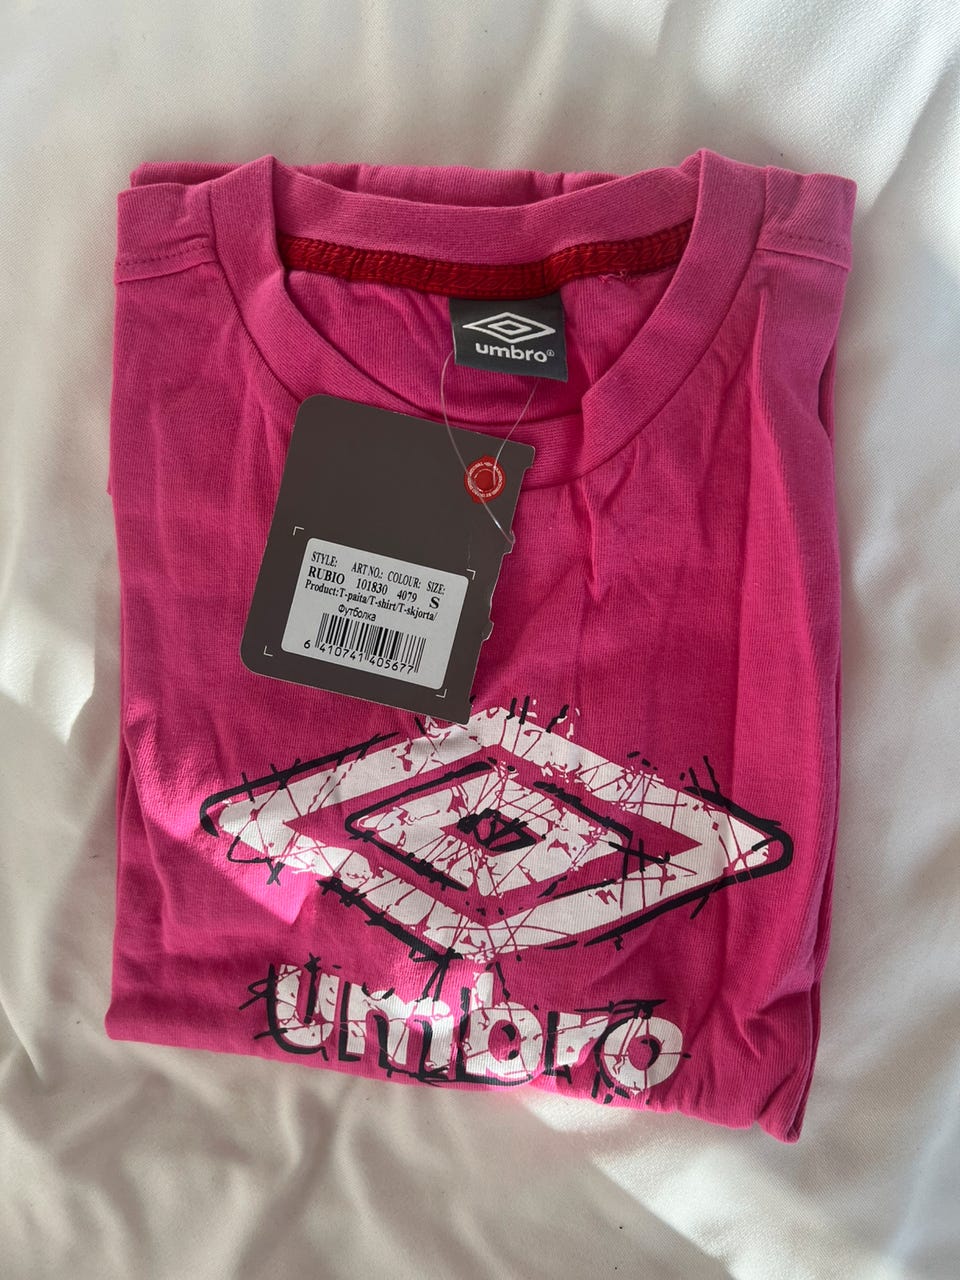 umbro®
STYLE: ART NO.: COLOUR: SIZE:
RUBIO 101830 4079 S
Product:T-paita/T-shirt/T-skjorta/
Футболка
6 410741 405677
umbro